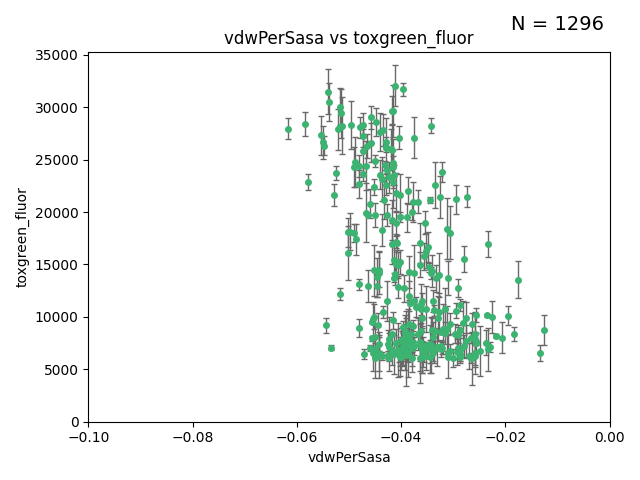 N = 1296
vdwPerSasa vs toxgreen_fluor
35000
30000
25000
20000
15000
10000
5000
0
toxgreen_fluor
−0.10 −0.08 −0.06 −0.04 −0.02 0.00
vdwPerSasa